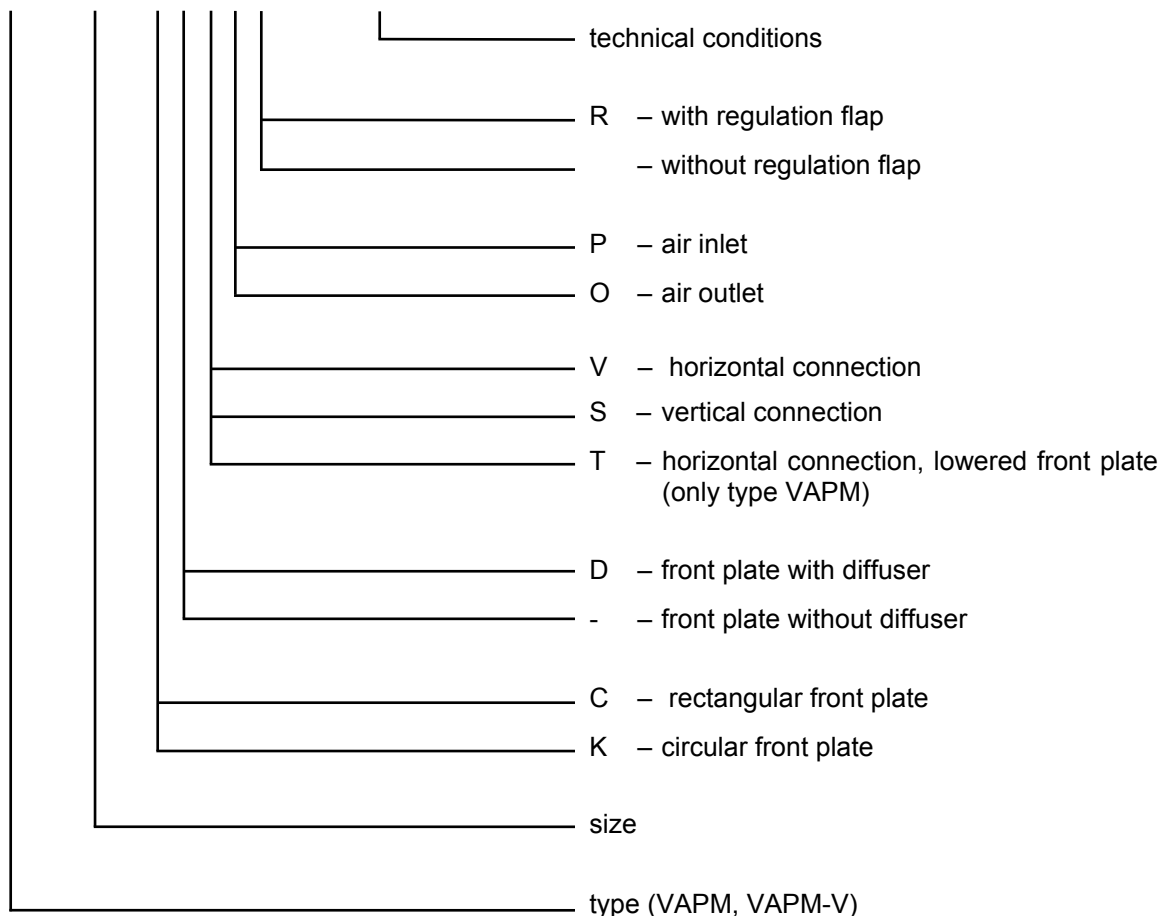 technical conditions
R – with regulation flap
– without regulation flap
P – air inlet
O – air outlet
V – horizontal connection
S – vertical connection
T – horizontal connection, lowered front plate
(only type VAPM)
D – front plate with diffuser
- – front plate without diffuser
C – rectangular front plate
K – circular front plate
size
type (VAPM, VAPM-V)